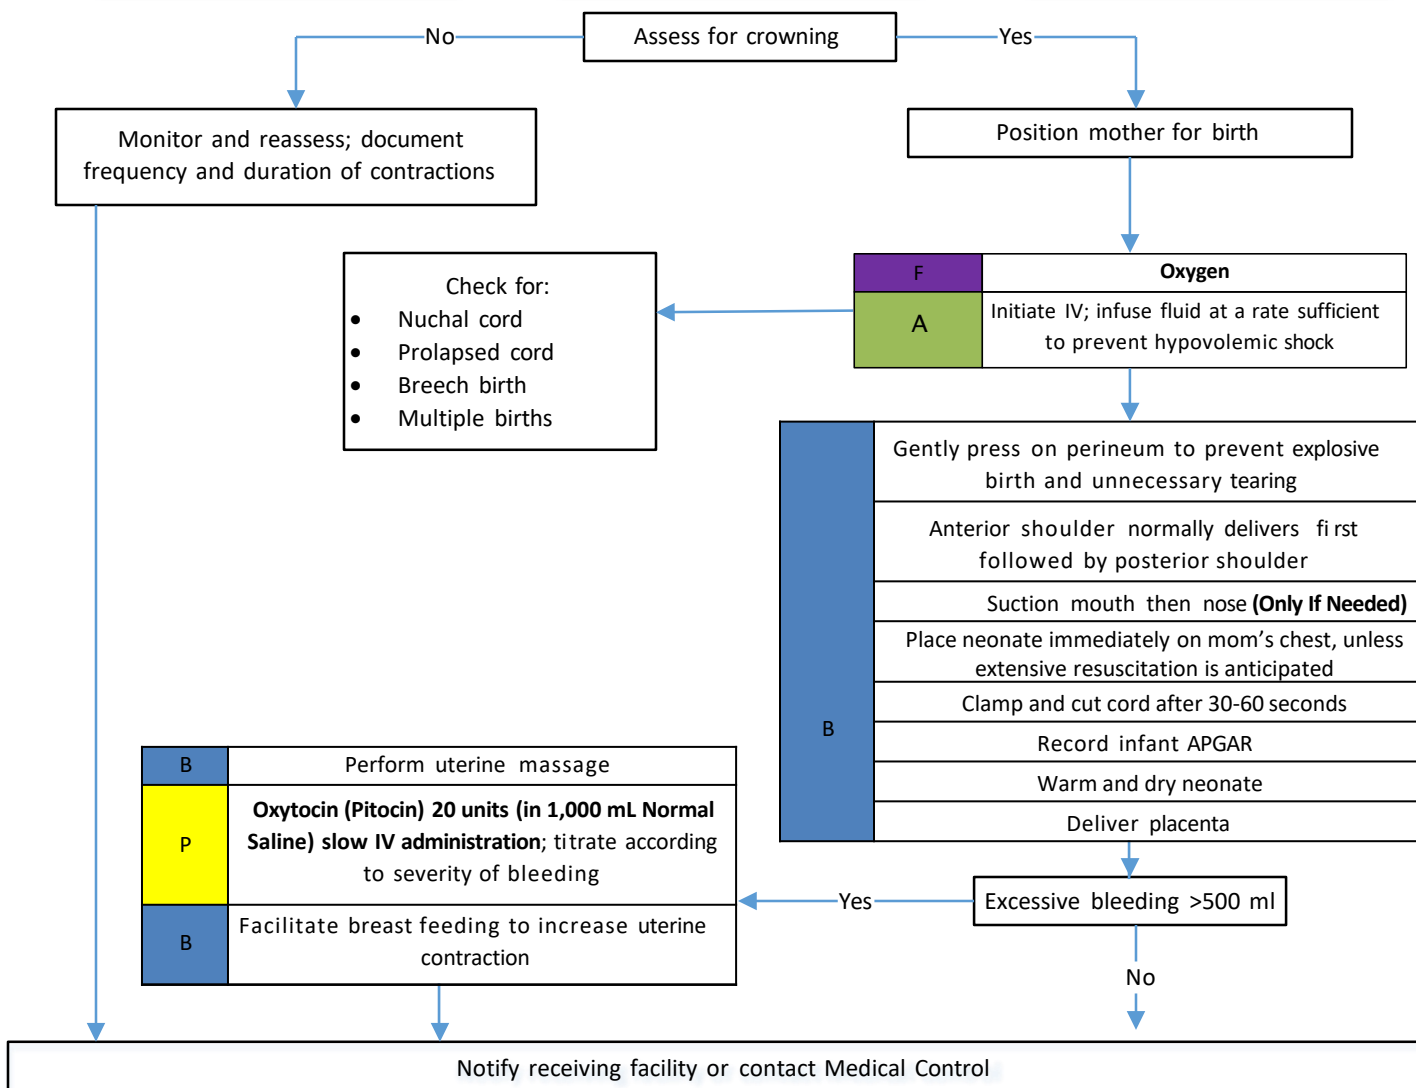 No
Assess for crowning
Yes
Monitor and reassess; document
frequency and duration of contractions
Position mother for birth
F
Oxygen
A
Initiate IV; infuse fluid at a rate sufficient
to prevent hypovolemic shock
Check for:
• Nuchal cord
• Prolapsed cord
• Breech birth
• Multiple births
B
Gently press on perineum to prevent explosive
birth and unnecessary tearing
Anterior shoulder normally delivers first
followed by posterior shoulder
Suction mouth then nose (Only If Needed)
Place neonate immediately on mom's chest, unless
extensive resuscitation is anticipated
Clamp and cut cord after 30-60 seconds
Record infant APGAR
Warm and dry neonate
Deliver placenta
Excessive bleeding >500 ml
Yes
No
B
Perform uterine massage
P
Oxytocin (Pitocin) 20 units (in 1,000 mL Normal
Saline) slow IV administration; titrate according
to severity of bleeding
B
Facilitate breast feeding to increase uterine
contraction
Notify receiving facility or contact Medical Control